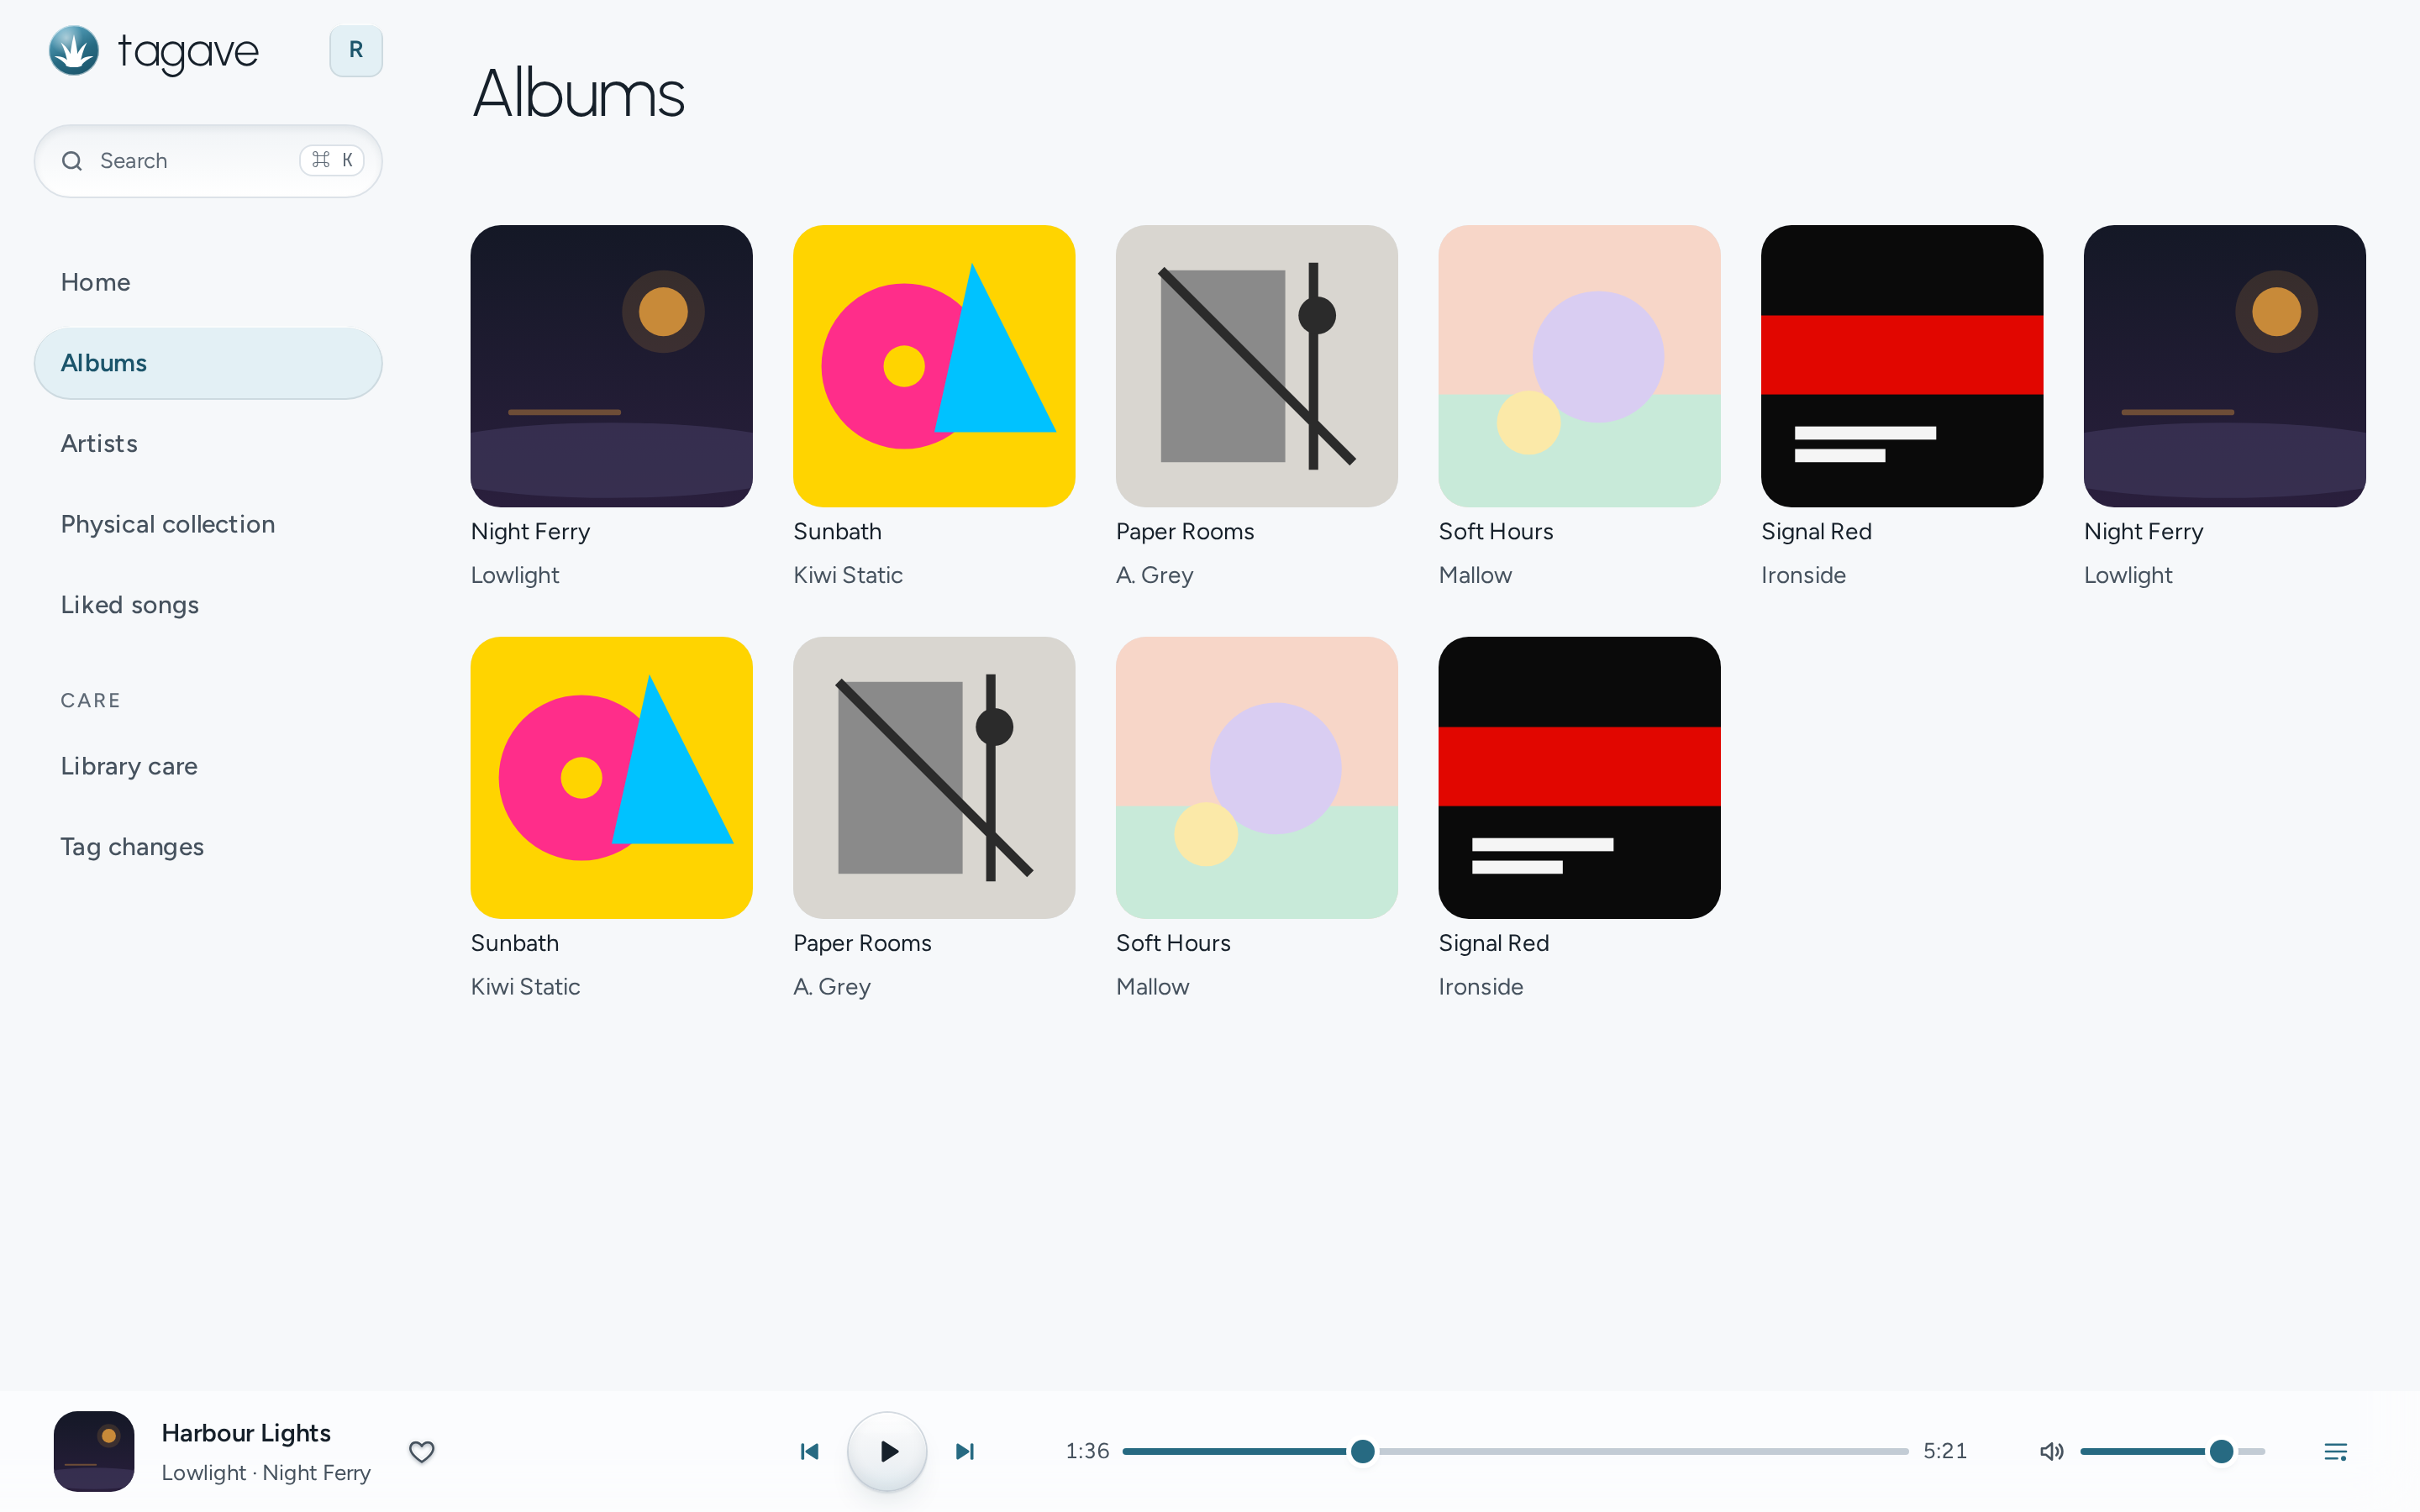 tagave
R
Search
⌘ K
Home
Albums
Artists
Physical collection
Liked songs
CARE
Library care
Tag changes
Albums
Night Ferry
Lowlight
Sunbath
Kiwi Static
Paper Rooms
A. Grey
Soft Hours
Mallow
Signal Red
Ironside
Night Ferry
Lowlight
Sunbath
Kiwi Static
Paper Rooms
A. Grey
Soft Hours
Mallow
Signal Red
Ironside
Harbour Lights
Lowlight · Night Ferry
1:36
5:21